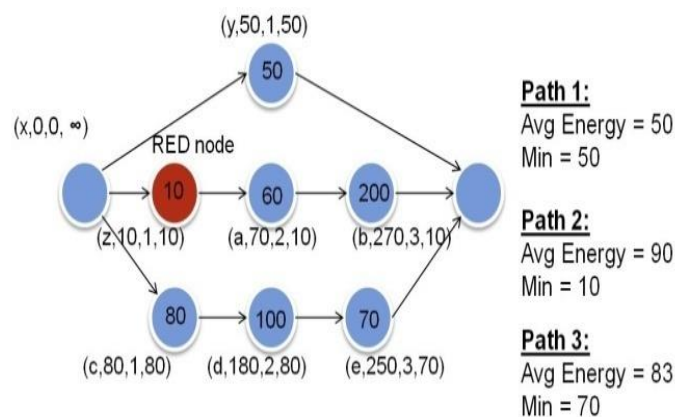 (y,50,1,50)
50
(x,0,0, ∞)
RED node
10
60
200
(z,10,1,10)
(a,70,2,10)
(b,270,3,10)
80
100
70
(c,80,1,80)
(d,180,2,80)
(e,250,3,70)
Path 1:
Avg Energy = 50
Min = 50
Path 2:
Avg Energy = 90
Min = 10
Path 3:
Avg Energy = 83
Min = 70